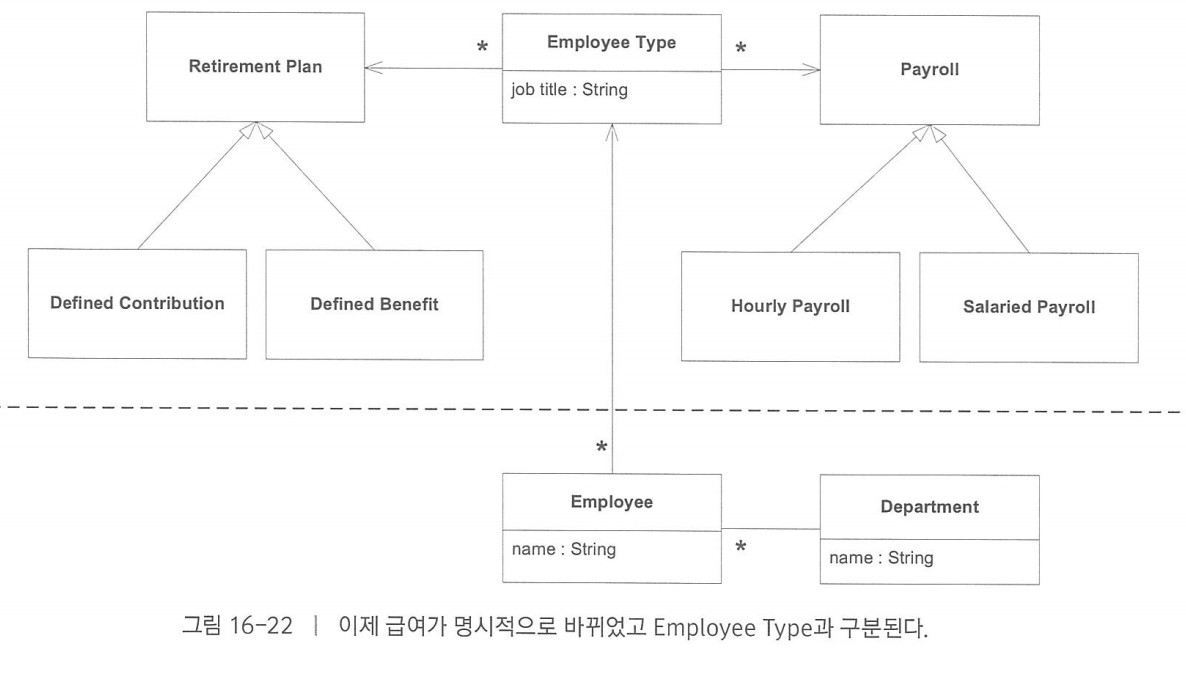 Retirement Plan
*
Employee Type
job title : String
*
Payroll
Defined Contribution
Defined Benefit
Hourly Payroll
Salaried Payroll
*
Employee
name : String
*
Department
name : String
그림 16-22 | 이제 급여가 명시적으로 바뀌었고 Employee Type과 구분된다.